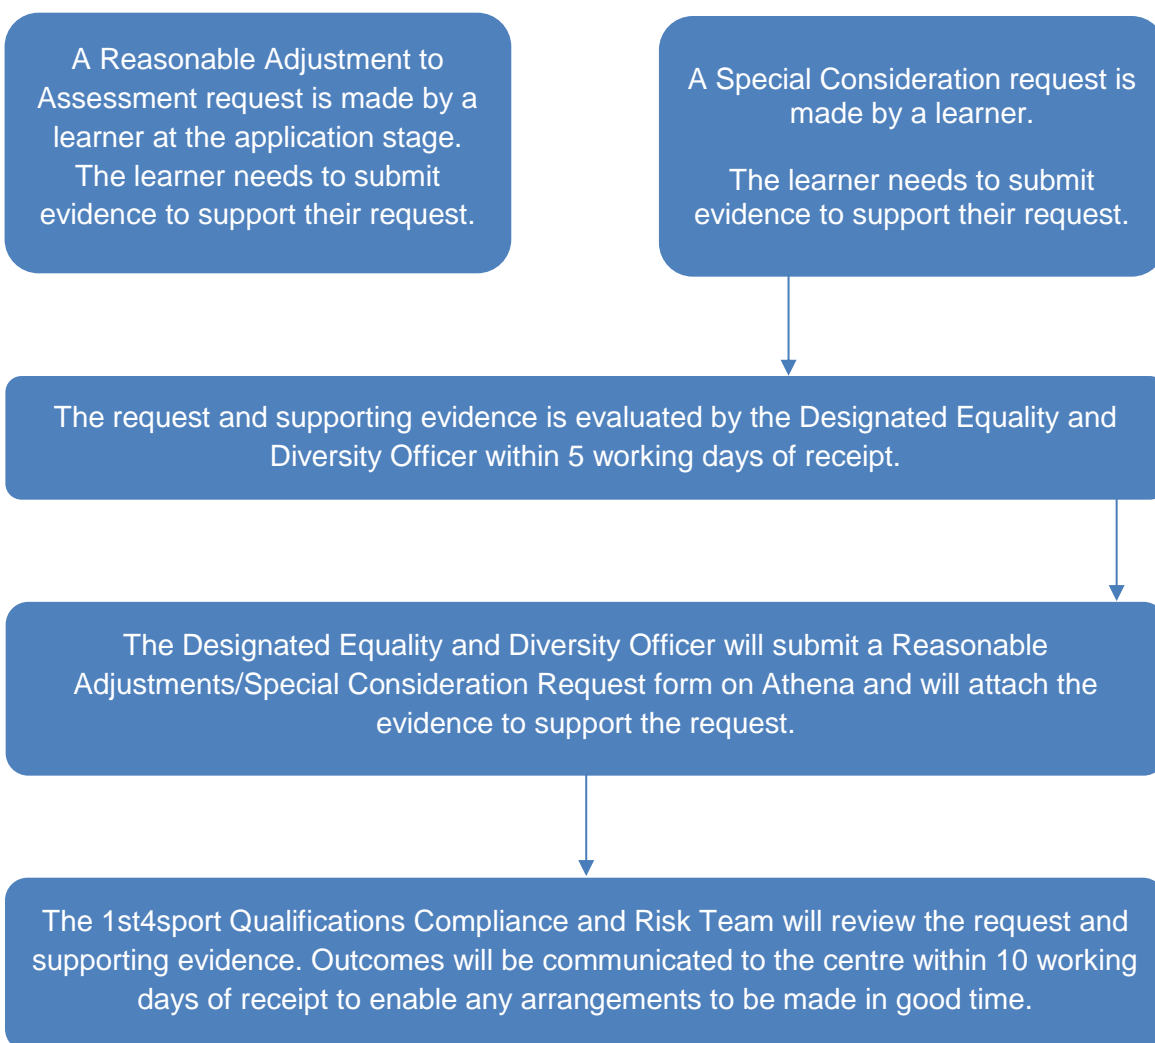 A Reasonable Adjustment to
Assessment request is made by a
learner at the application stage.
The learner needs to submit
evidence to support their request.
A Special Consideration request is
made by a learner.
The learner needs to submit
evidence to support their request.
The request and supporting evidence is evaluated by the Designated Equality and
Diversity Officer within 5 working days of receipt.
The Designated Equality and Diversity Officer will submit a Reasonable
Adjustments/Special Consideration Request form on Athena and will attach the
evidence to support the request.
The 1st4sport Qualifications Compliance and Risk Team will review the request and
supporting evidence. Outcomes will be communicated to the centre within 10 working
days of receipt to enable any arrangements to be made in good time.